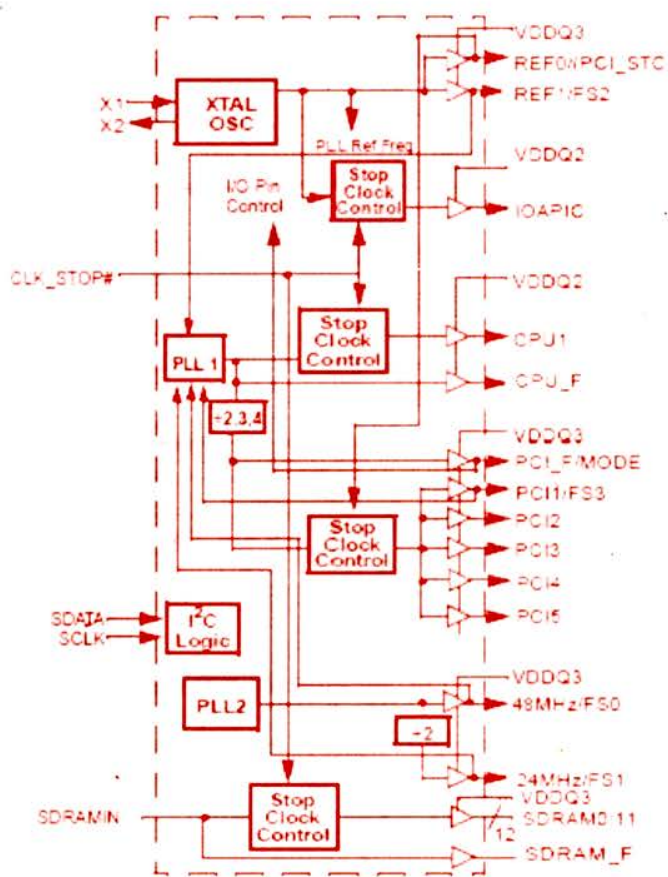 VDDQ3
REF0/(PCI_STC
REF1/FS2
X1
X2
XTAL
OSC
PLL Ref Freq
VDDQ2
I/O Pin
Control
Stop
Clock
Control
IOAPIC
CLK_STOP#
VDDQ2
Stop
Clock
Control
CPU1
PLL 1
CPU_F
÷2,3,4
VDDQ3
PCI_F/MODE
PCI1/FS3
Stop
Clock
Control
PCI2
PCI3
PCI4
PCI5
SDATA
SCLK
I²C
Logic
VDDQ3
PLL2
48MHz/FS0
÷2
24MHz/FS1
VDDQ3
SDRAMIN
Stop
Clock
Control
SDRAM0/11
12
SDRAM_F